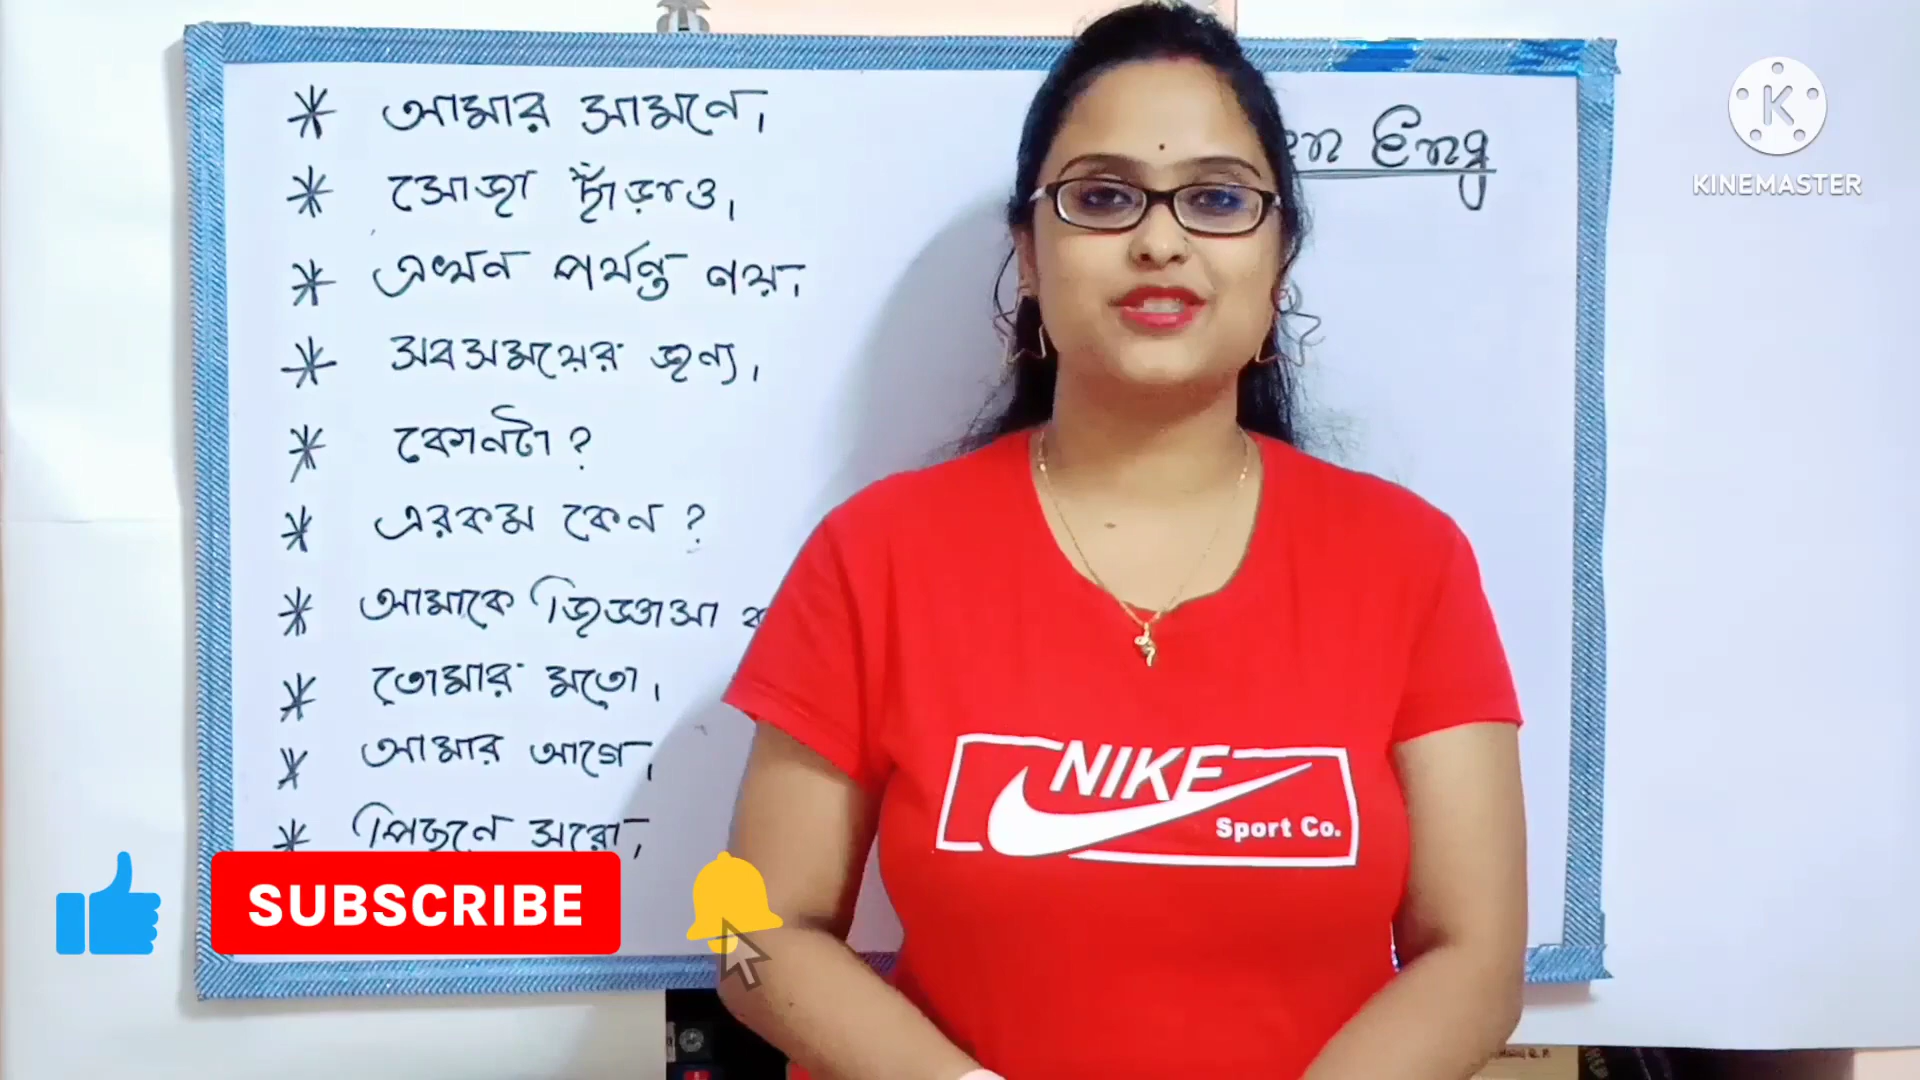 * আমার সামনে।
* সোজা দাঁড়াও।
* এখন পর্যন্ত নয়।
* সবসময়ের জন্য।
* কোনটা?
* এরকম কেন?
* আমাকে জিজ্ঞাসা
* তোমার মতো।
* আমার আগে।
* পিছনে সরো।
Eng
KINEMASTER
NIKE
Sport Co.
SUBSCRIBE